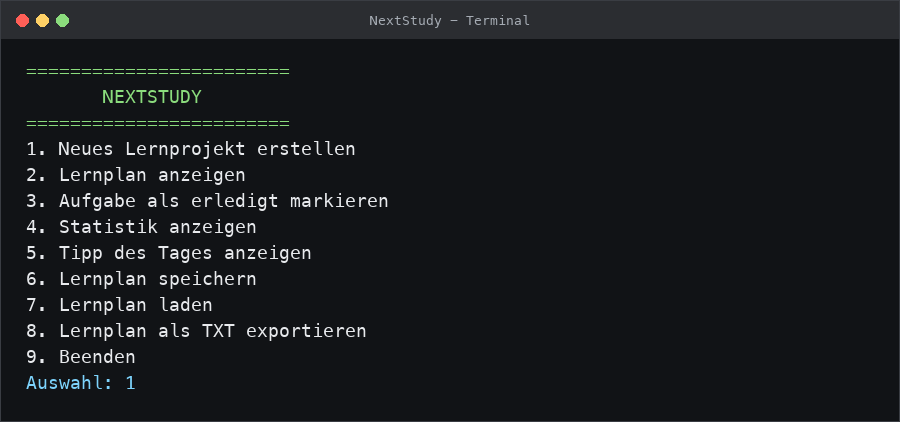 NextStudy – Terminal
========================
NEXTSTUDY
========================
1. Neues Lernprojekt erstellen
2. Lernplan anzeigen
3. Aufgabe als erledigt markieren
4. Statistik anzeigen
5. Tipp des Tages anzeigen
6. Lernplan speichern
7. Lernplan laden
8. Lernplan als TXT exportieren
9. Beenden
Auswahl: 1